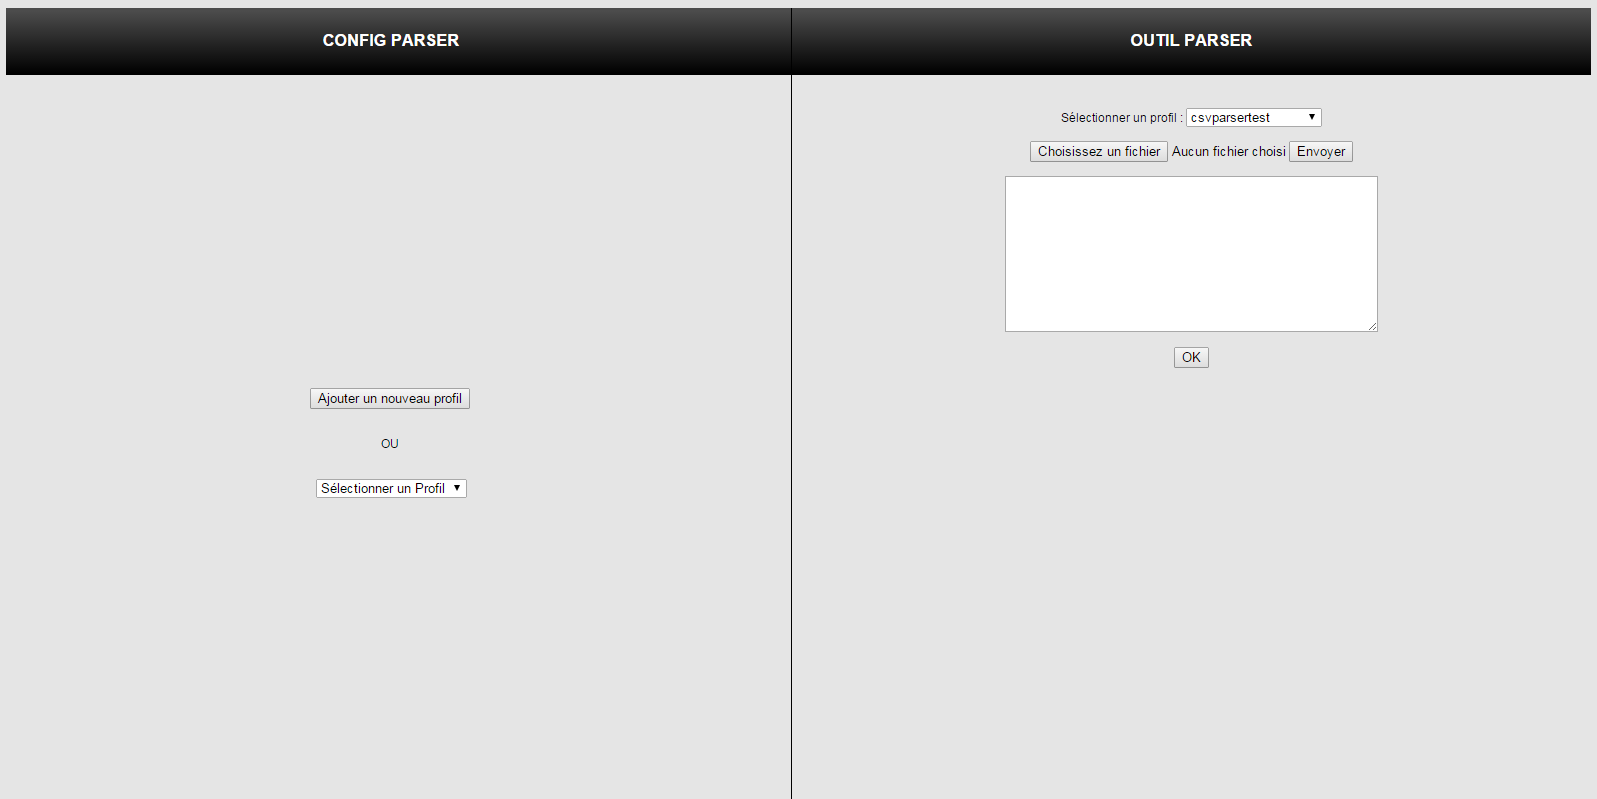 CONFIG PARSER
OUTIL PARSER
Ajouter un nouveau profil
OU
Sélectionner un Profil
Sélectionner un profil : csvparsertest
Choisissez un fichier Aucun fichier choisi Envoyer
OK